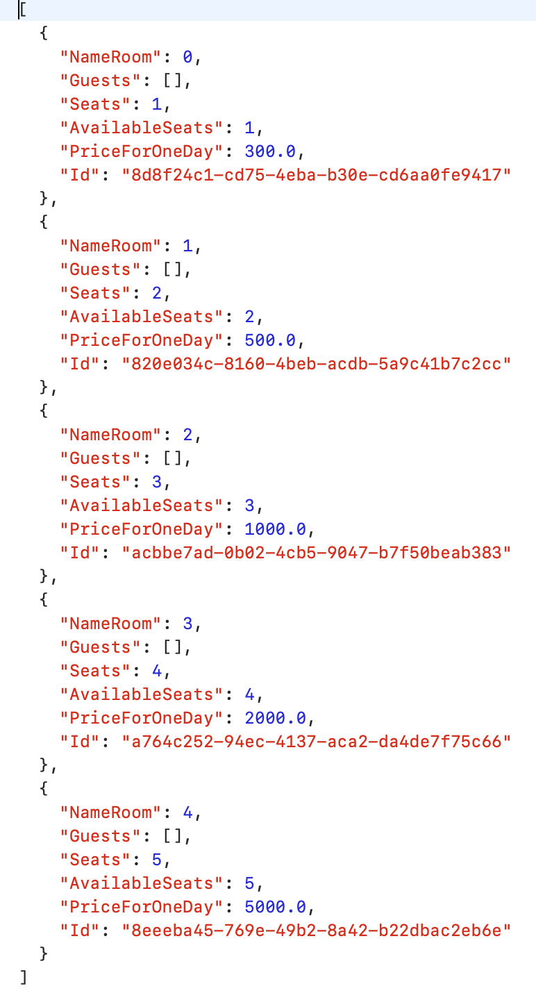 [
  {
    "NameRoom": 0,
    "Guests": [],
    "Seats": 1,
    "AvailableSeats": 1,
    "PriceForOneDay": 300.0,
    "Id": "8d8f24c1-cd75-4eba-b30e-cd6aa0fe9417"
  },
  {
    "NameRoom": 1,
    "Guests": [],
    "Seats": 2,
    "AvailableSeats": 2,
    "PriceForOneDay": 500.0,
    "Id": "820e034c-8160-4beb-acdb-5a9c41b7c2cc"
  },
  {
    "NameRoom": 2,
    "Guests": [],
    "Seats": 3,
    "AvailableSeats": 3,
    "PriceForOneDay": 1000.0,
    "Id": "acbbe7ad-0b02-4cb5-9047-b7f50beab383"
  },
  {
    "NameRoom": 3,
    "Guests": [],
    "Seats": 4,
    "AvailableSeats": 4,
    "PriceForOneDay": 2000.0,
    "Id": "a764c252-94ec-4137-aca2-da4de7f75c66"
  },
  {
    "NameRoom": 4,
    "Guests": [],
    "Seats": 5,
    "AvailableSeats": 5,
    "PriceForOneDay": 5000.0,
    "Id": "8eeeba45-769e-49b2-8a42-b22dbac2eb6e"
  }
]